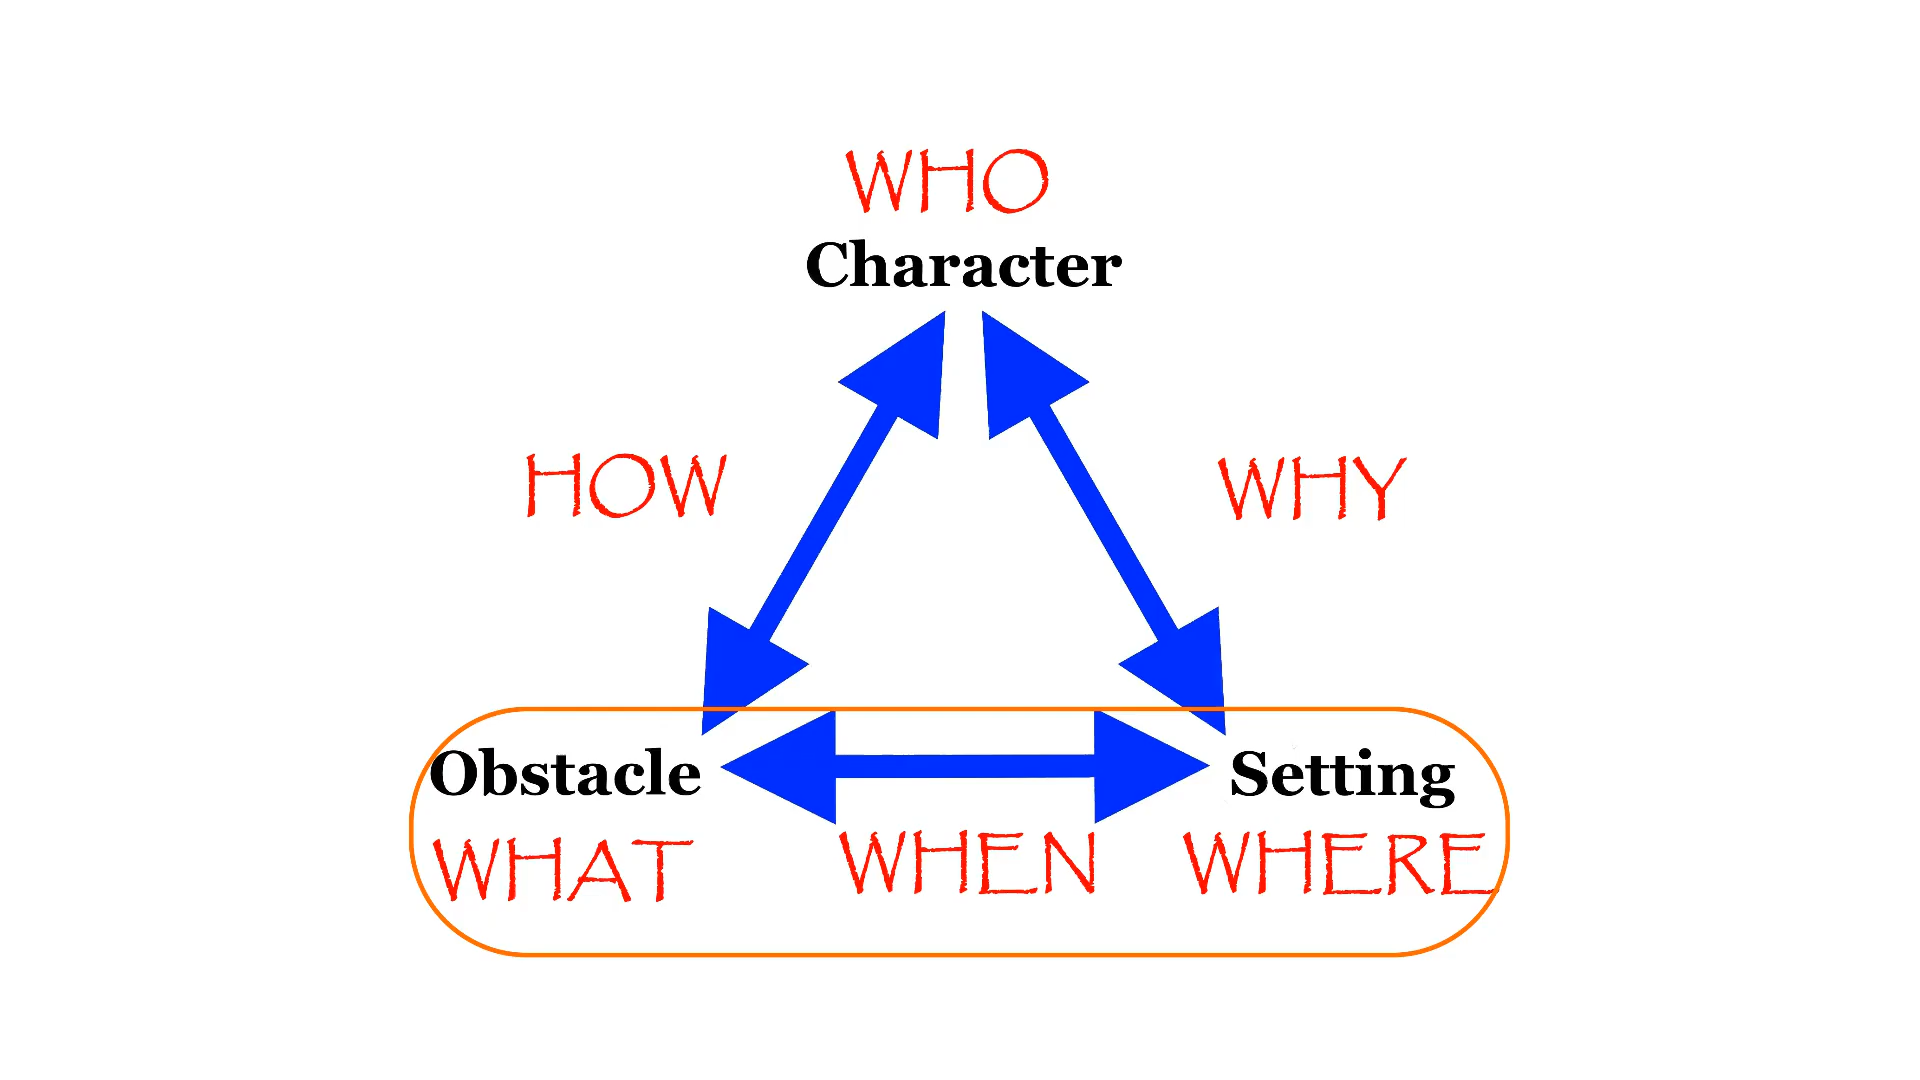 WHO
Character
HOW
WHY
Obstacle
Setting
WHAT
WHEN
WHERE